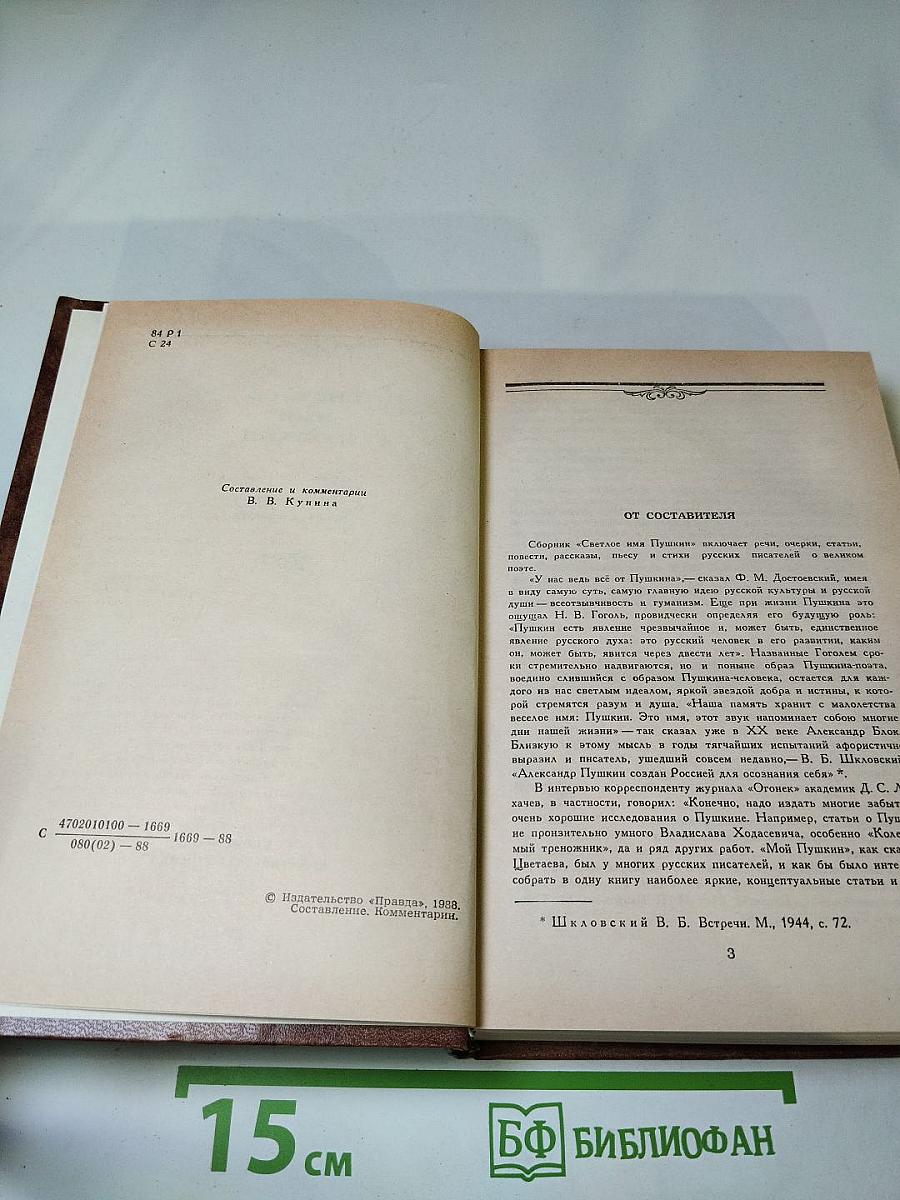 84 Р 1
С 24
Составление и комментарии
В. В. Кунина
С 4702010100 — 1669
080(02) — 88
1669 — 88
© Издательство «Правда», 1988.
Составление. Комментарии.
ОТ СОСТАВИТЕЛЯ
Сборник «Светлое имя Пушкин» включает речи, очерки, статьи,
повести, рассказы, пьесу и стихи русских писателей о великом
поэте.
«У нас ведь всё от Пушкина»,— сказал Ф. М. Достоевский, имея
в виду самую суть, самую главную идею русской культуры и русской
души — всеотзывчивость и гуманизм. Еще при жизни Пушкина это
ощущал Н. В. Гоголь, провидчески определяя его будущую роль:
«Пушкин есть явление чрезвычайное и, может быть, единственное
явление русского духа: это русский человек в его развитии, каким
он, может быть, явится через двести лет». Названные Гоголем сро-
ки стремительно надвигаются, но и поныне образ Пушкина-поэта,
воедино слившийся с образом Пушкина-человека, остается для каж-
дого из нас светлым идеалом, яркой звездой добра и истины, к кото-
рой стремятся разум и душа. «Наша память хранит с малолетства
веселое имя: Пушкин. Это имя, этот звук напоминает собою многие
дни нашей жизни» — так сказал уже в XX веке Александр Блок.
Близкую к этому мысль в годы тягчайших испытаний афористично
выразил и писатель, ушедший совсем недавно,— В. Б. Шкловский
«Александр Пушкин создан Россией для осознания себя» *.
В интервью корреспонденту журнала «Огонек» академик Д. С. Л
хачев, в частности, говорил: «Конечно, надо издать многие забыт
очень хорошие исследования о Пушкине. Например, статьи о Пуш
не пронзительно умного Владислава Ходасевича, особенно «Коле
мый треножник», да и ряд других работ. «Мой Пушкин», как ска
Цветаева, был у многих русских писателей, и как бы было инте
собрать в одну книгу наиболее яркие, концептуальные статьи и
* Шкловский В. Б. Встречи. М., 1944, с. 72.
3
15 см
БФ БИБЛИОФАН